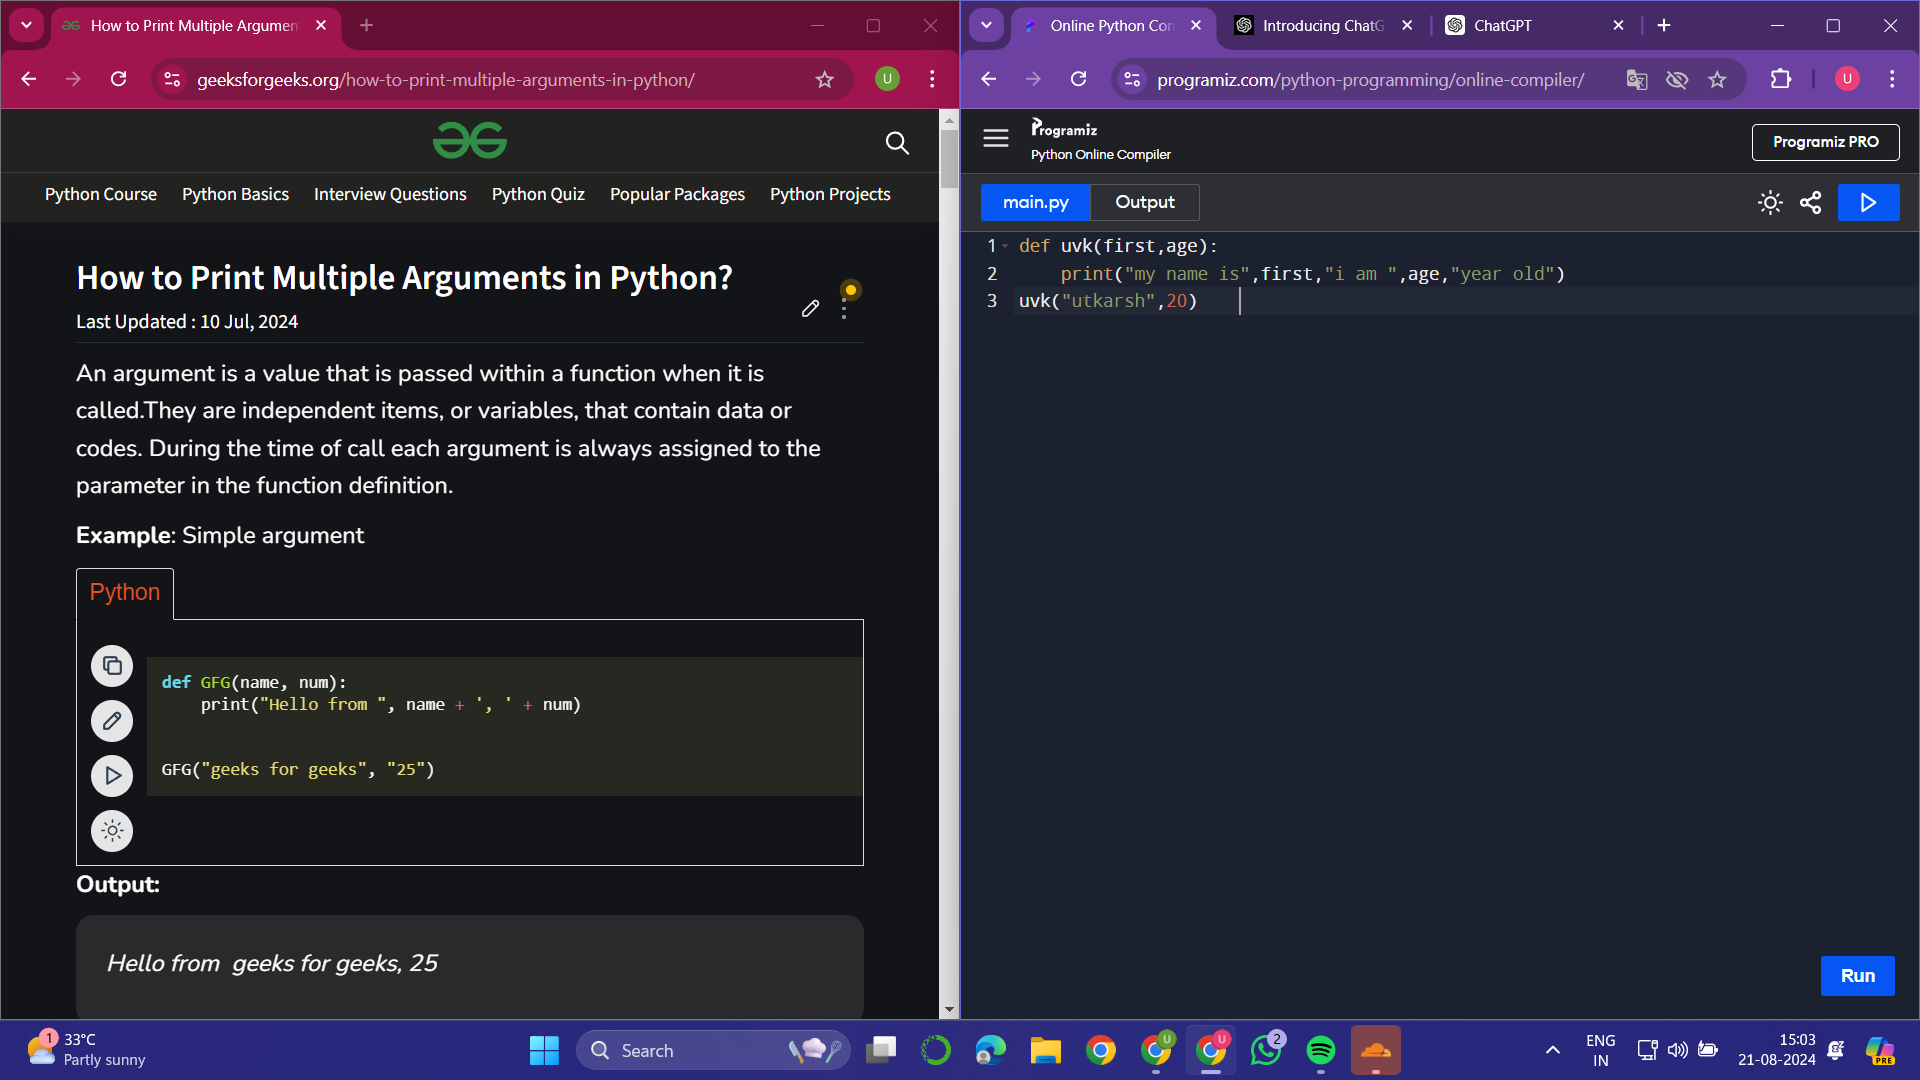 How to Print Multiple Argumen
geeksforgeeks.org/how-to-print-multiple-arguments-in-python/
U
Python Course Python Basics Interview Questions Python Quiz Popular Packages Python Projects
How to Print Multiple Arguments in Python?
Last Updated : 10 Jul, 2024
An argument is a value that is passed within a function when it is
called.They are independent items, or variables, that contain data or
codes. During the time of call each argument is always assigned to the
parameter in the function definition.
Example: Simple argument
Python
def GFG(name, num):
    print("Hello from ", name + ', ' + num)
GFG("geeks for geeks", "25")
Output:
Hello from  geeks for geeks, 25
Online Python Con
Introducing ChatG
ChatGPT
programiz.com/python-programming/online-compiler/
U
Programiz
Python Online Compiler
Programiz PRO
main.py
Output
1 def uvk(first,age):
2     print("my name is",first,"i am ",age,"year old")
3 uvk("utkarsh",20)
Run
1
33°C
Partly sunny
Search
U
U
2
ENG
IN
15:03
21-08-2024
PRE